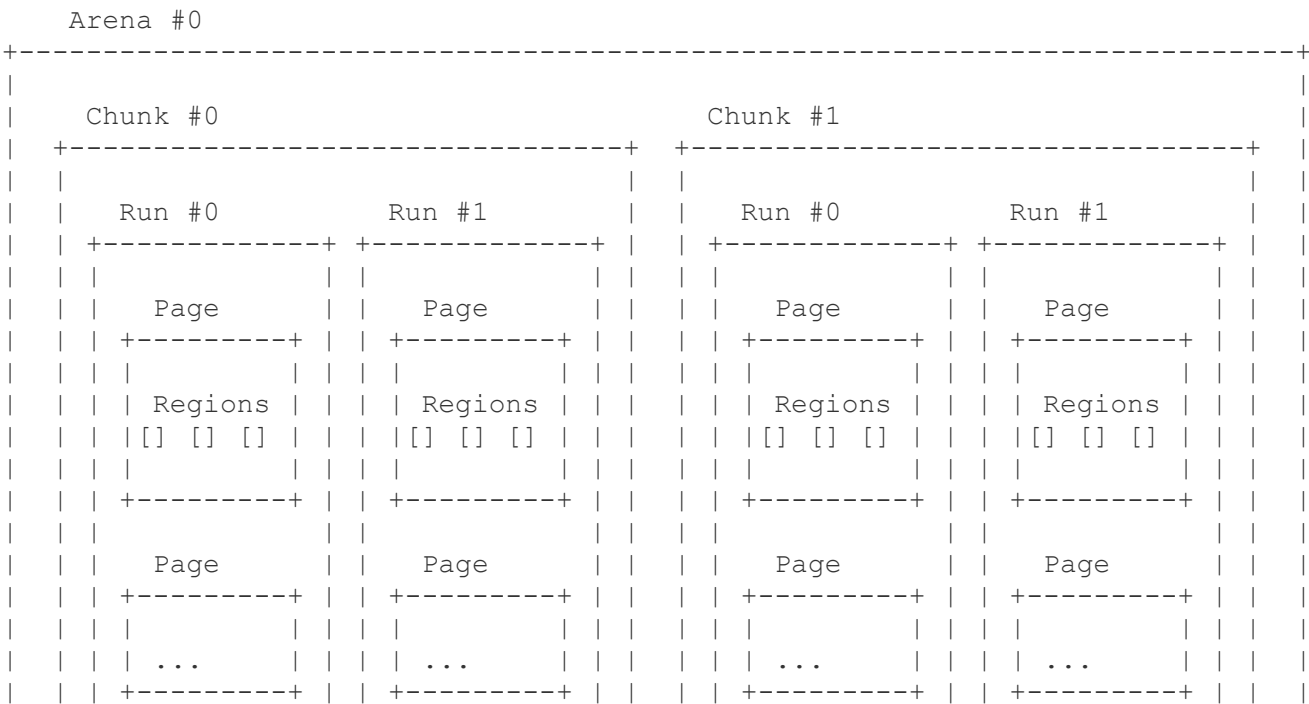 Arena #0
Chunk #0 Chunk #1
Run #0 Run #1 Run #0 Run #1
Page Page Page Page
Regions Regions Regions Regions
[] [] [] [] [] [] [] [] [] [] [] []
Page Page Page Page
... ... ... ...